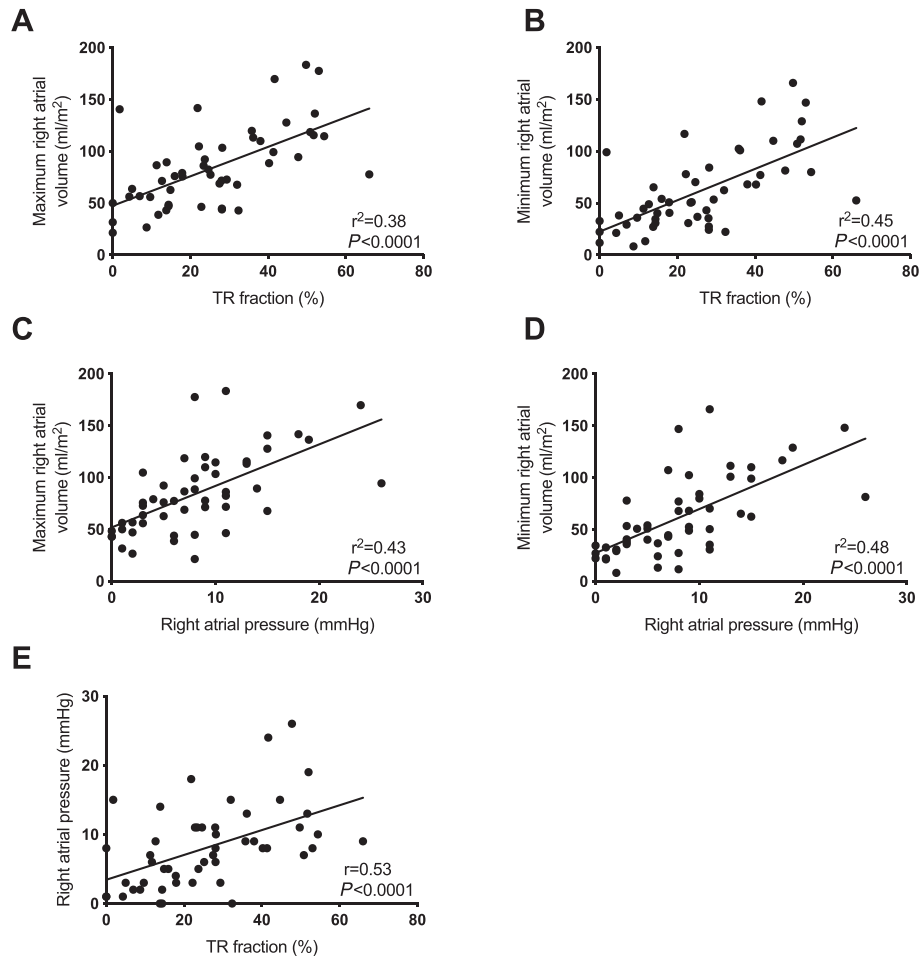 A
Maximum right atrial
volume (ml/m²)
200
150
100
50
0
0 20 40 60 80
r²=0.38
P<0.0001
TR fraction (%)
B
Minimum right atrial
volume (ml/m²)
200
150
100
50
0
0 20 40 60 80
r²=0.45
P<0.0001
TR fraction (%)
C
Maximum right atrial
volume (ml/m²)
200
150
100
50
0
0 10 20 30
r²=0.43
P<0.0001
Right atrial pressure (mmHg)
D
Minimum right atrial
volume (ml/m²)
200
150
100
50
0
0 10 20 30
r²=0.48
P<0.0001
Right atrial pressure (mmHg)
E
Right atrial pressure (mmHg)
30
20
10
0
0 20 40 60 80
r=0.53
P<0.0001
TR fraction (%)